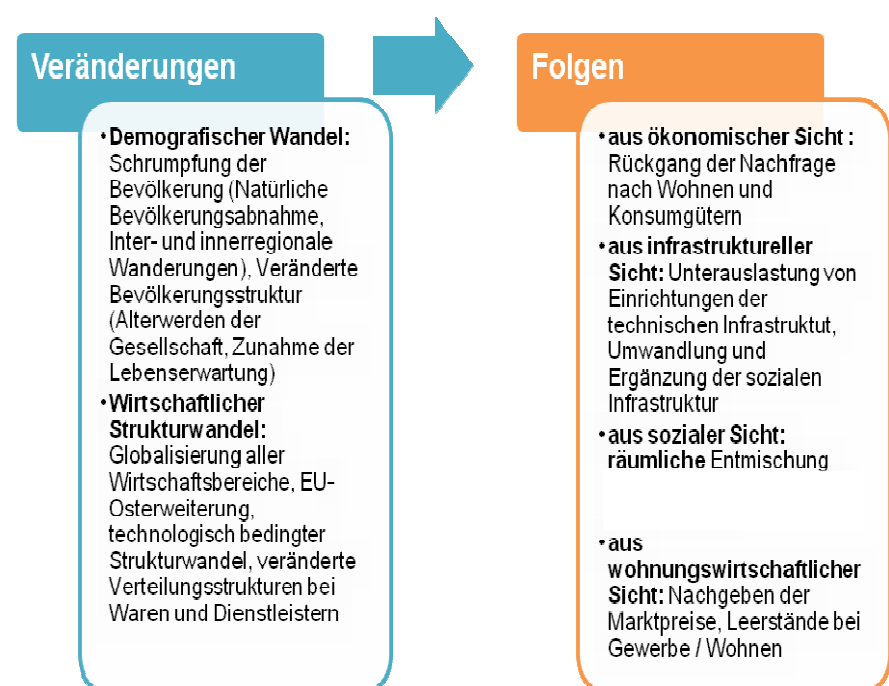 Veränderungen
•Demografischer Wandel:
Schrumpfung der
Bevölkerung (Natürliche
Bevölkerungsabnahme,
Inter- und innerregionale
Wanderungen), Veränderte
Bevölkerungsstruktur
(Alterwerden der
Gesellschaft, Zunahme der
Lebenserwartung)
•Wirtschaftlicher
Strukturwandel:
Globalisierung aller
Wirtschaftsbereiche, EU-
Osterweiterung,
technologisch bedingter
Strukturwandel, veränderte
Verteilungsstrukturen bei
Waren und Dienstleistern
Folgen
•aus ökonomischer Sicht :
Rückgang der Nachfrage
nach Wohnen und
Konsumgütern
•aus infrastruktureller
Sicht: Unterauslastung von
Einrichtungen der
technischen Infrastruktut,
Umwandlung und
Ergänzung der sozialen
Infrastruktur
•aus sozialer Sicht:
räumliche Entmischung
•aus
wohnungswirtschaftlicher
Sicht: Nachgeben der
Marktpreise, Leerstände bei
Gewerbe / Wohnen